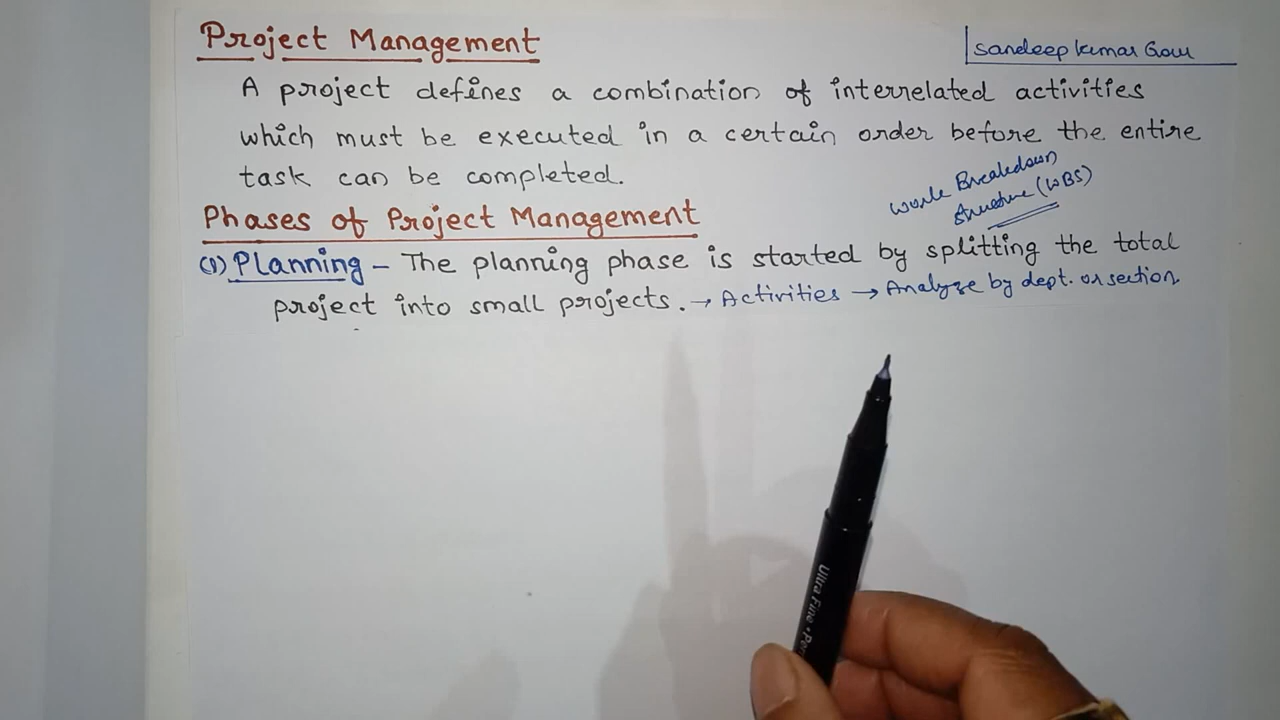 Project Management
Sandeep Kumar Gour
A project defines a combination of interrelated activities
which must be executed in a certain order before the entire
task can be completed.
Work Breakdown
Structure (WBS)
Phases of Project Management
(1) Planning - The planning phase is started by splitting the total
project into small projects. → Activities → Analyze by dept. or section
Ultra Fine • Per